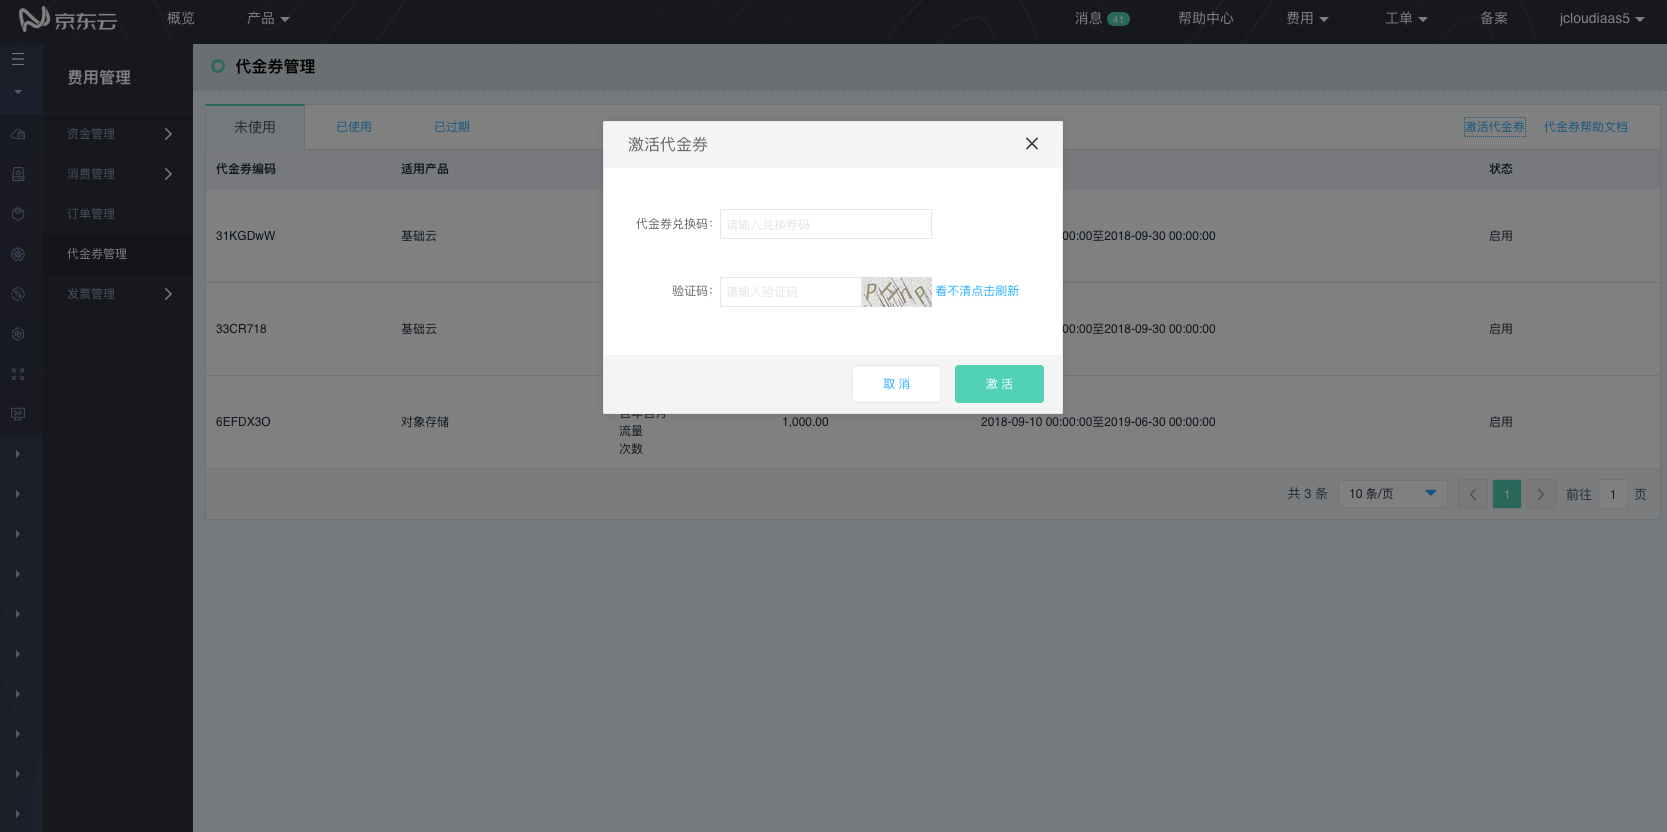 京东云 概览 产品 消息 41 帮助中心 费用 工单 备案 jcloudiaas5
费用管理
资金管理
消费管理
订单管理
代金券管理
发票管理
代金券管理
未使用 已使用 已过期 激活代金券 代金券帮助文档
代金券编码 适用产品 状态
31KGDwW 基础云 00:00至2018-09-30 00:00:00 启用
33CR718 基础云 00:00至2018-09-30 00:00:00 启用
6EFDX3O 对象存储 1,000.00 2018-09-10 00:00:00至2019-06-30 00:00:00 启用
流量
次数
共 3 条 10 条/页 1 前往 1 页
激活代金券
代金券兑换码： 请输入兑换券码
验证码： 请输入验证码 看不清点击刷新
取 消 激 活